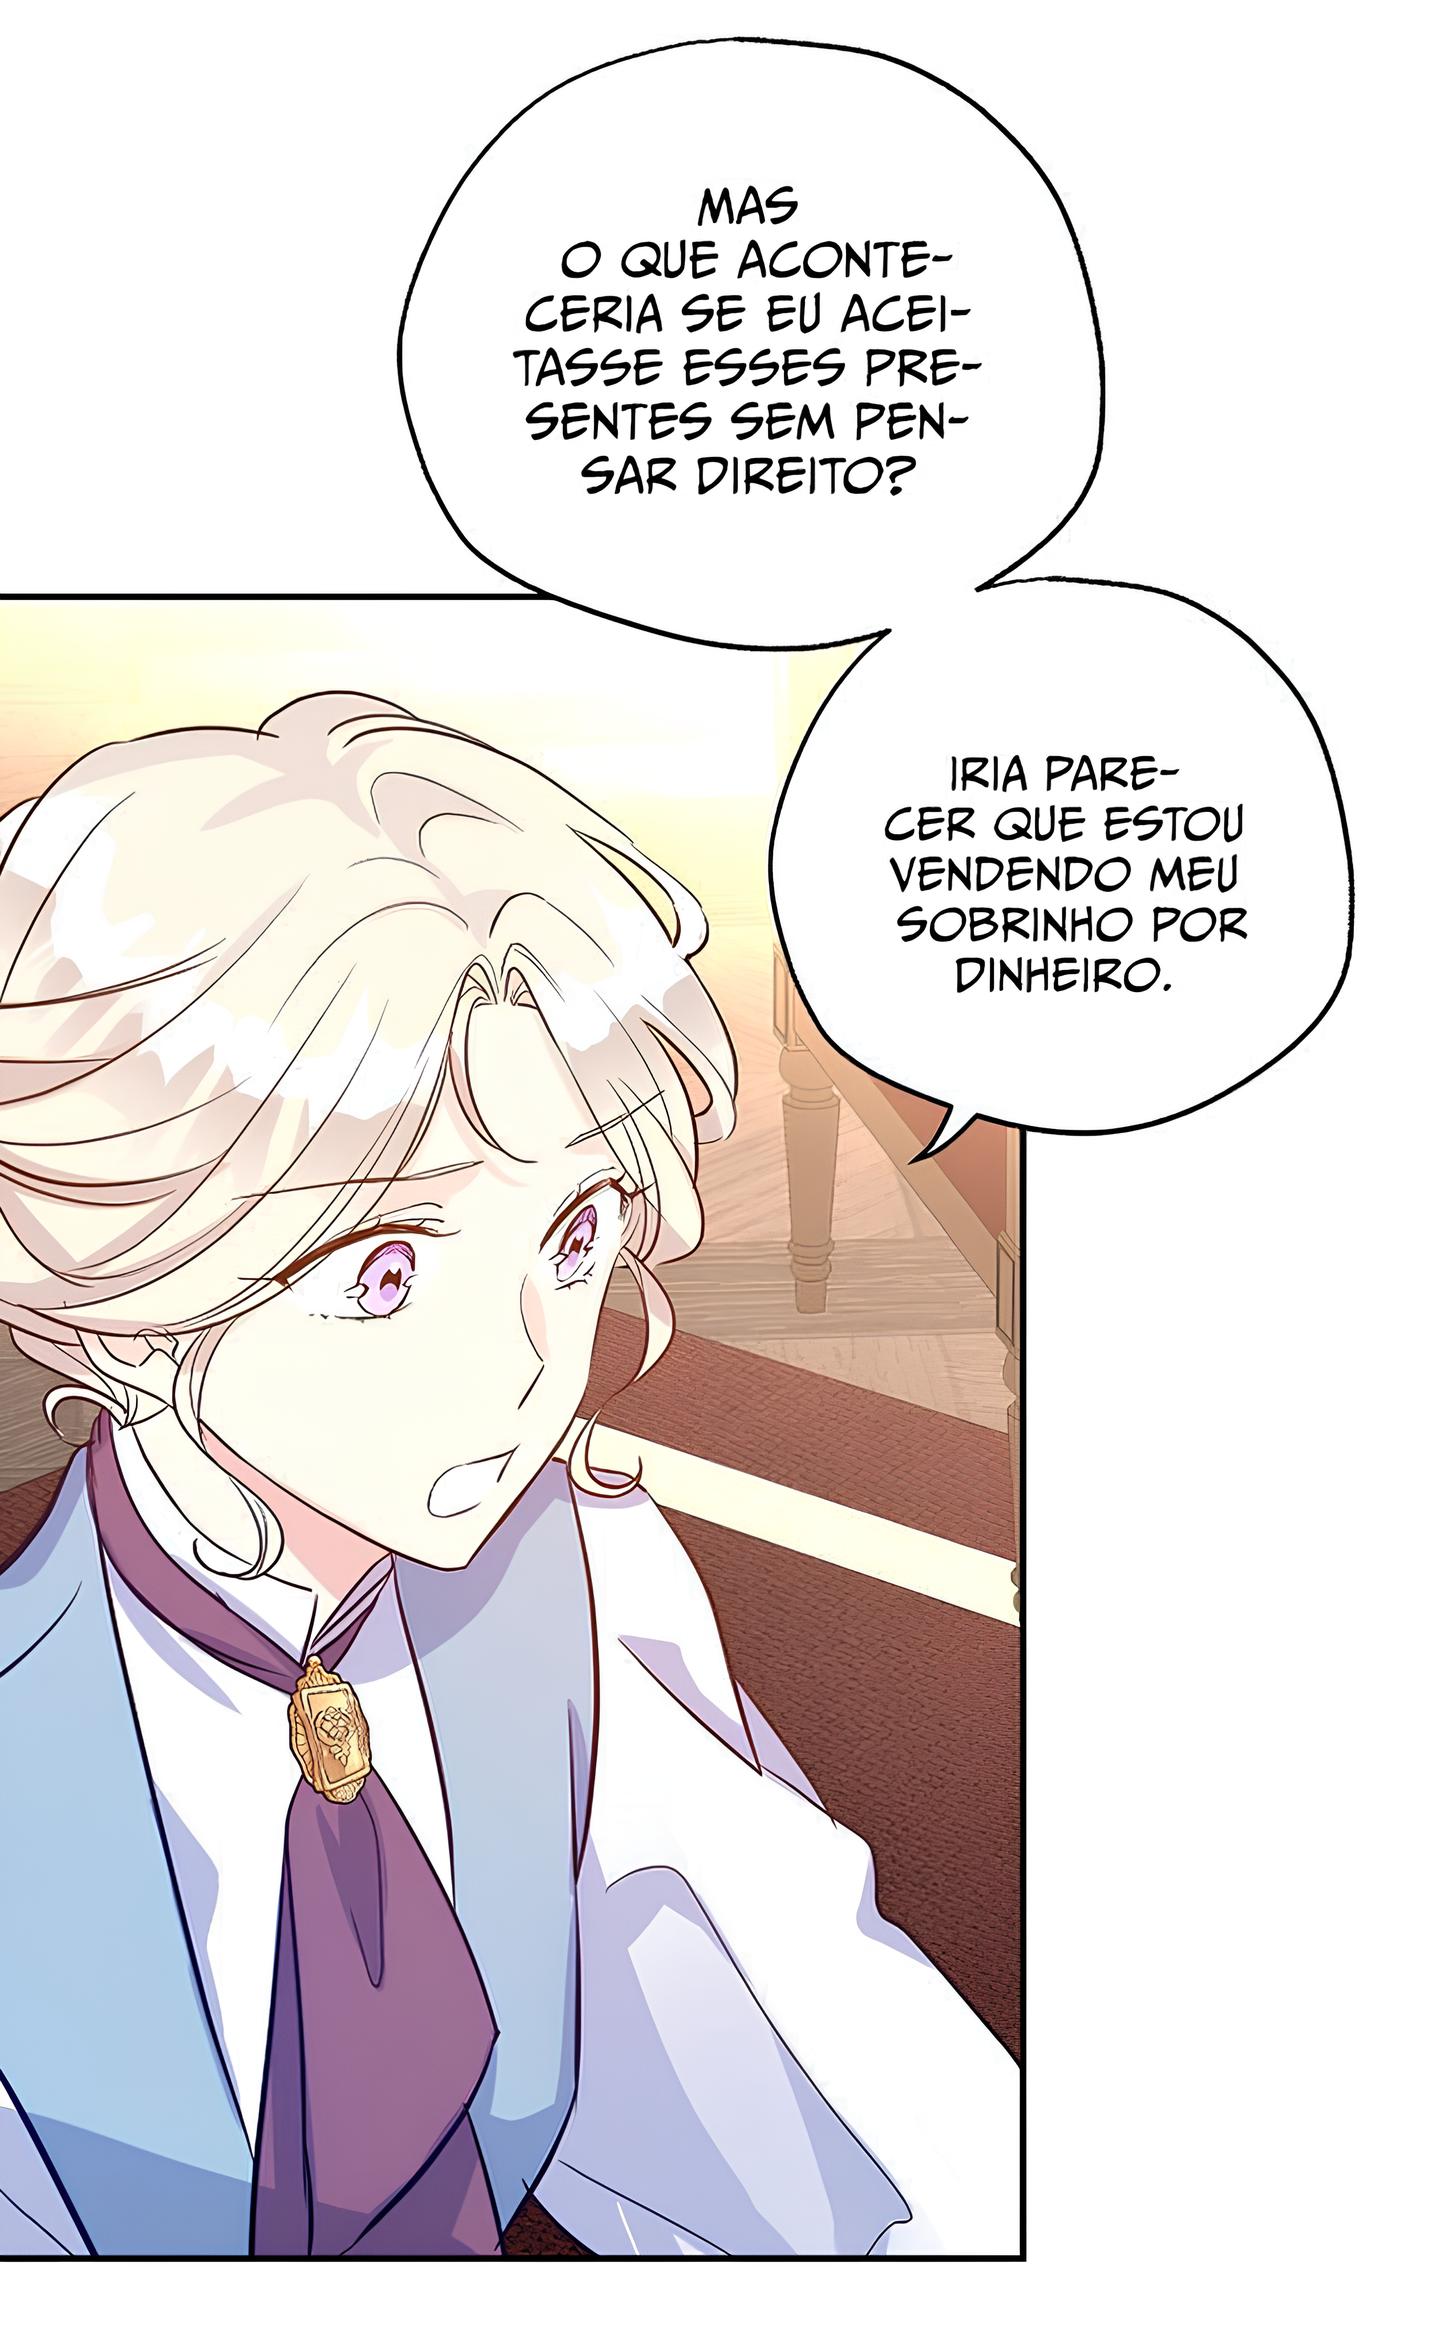 MAS
O QUE ACONTE-
CERIA SE EU ACEI-
TASSE ESSES PRE-
SENTES SEM PEN-
SAR DIREITO?
IRIA PARE-
CER QUE ESTOU
VENDENDO MEU
SOBRINHO POR
DINHEIRO.